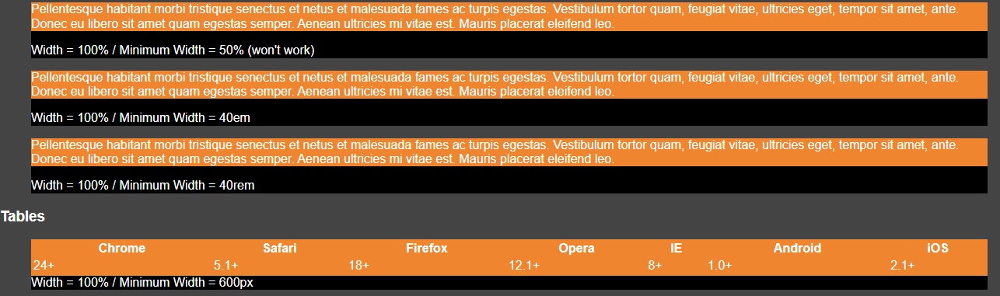 Pellentesque habitant morbi tristique senectus et netus et malesuada fames ac turpis egestas. Vestibulum tortor quam, feugiat vitae, ultricies eget, tempor sit amet, ante.
Donec eu libero sit amet quam egestas semper. Aenean ultricies mi vitae est. Mauris placerat eleifend leo.
Width = 100% / Minimum Width = 50% (won't work)
Pellentesque habitant morbi tristique senectus et netus et malesuada fames ac turpis egestas. Vestibulum tortor quam, feugiat vitae, ultricies eget, tempor sit amet, ante.
Donec eu libero sit amet quam egestas semper. Aenean ultricies mi vitae est. Mauris placerat eleifend leo.
Width = 100% / Minimum Width = 40em
Pellentesque habitant morbi tristique senectus et netus et malesuada fames ac turpis egestas. Vestibulum tortor quam, feugiat vitae, ultricies eget, tempor sit amet, ante.
Donec eu libero sit amet quam egestas semper. Aenean ultricies mi vitae est. Mauris placerat eleifend leo.
Width = 100% / Minimum Width = 40rem
Tables
Chrome Safari Firefox Opera IE Android iOS
24+ 5.1+ 18+ 12.1+ 8+ 1.0+ 2.1+
Width = 100% / Minimum Width = 600px